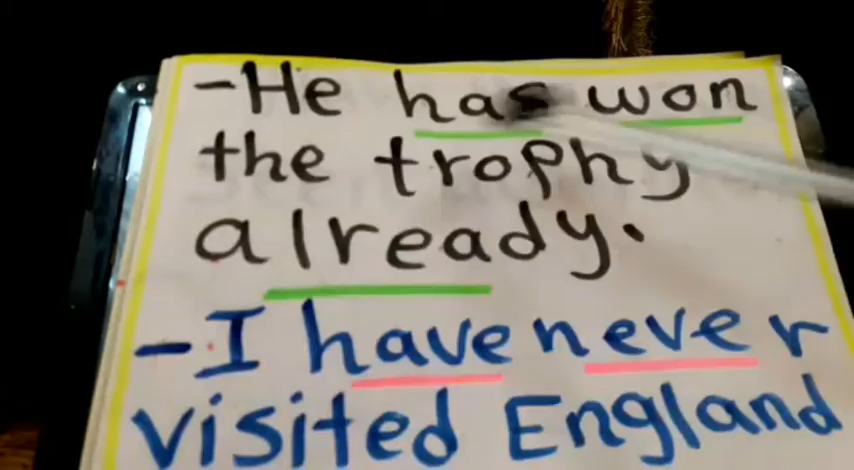 -He has won
the trophy
already.
-I have never
visited England